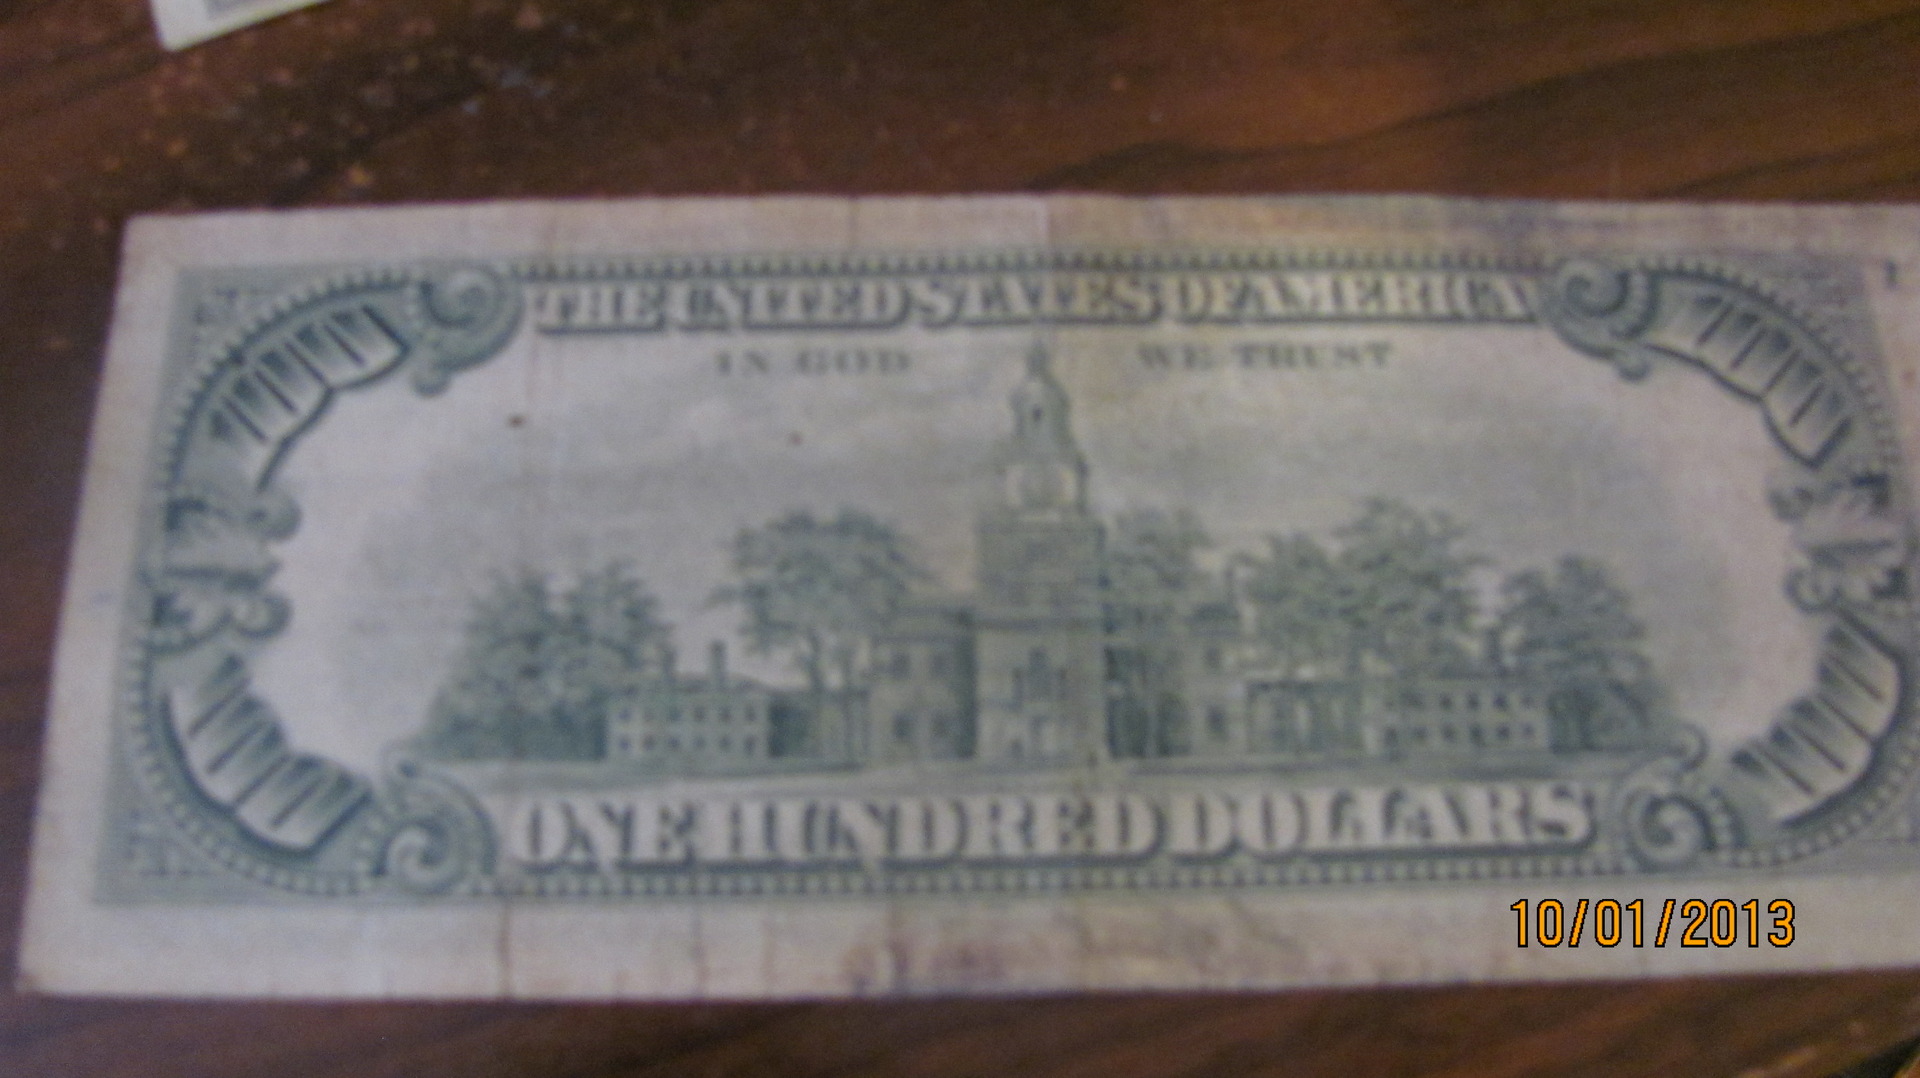 THE UNITED STATES OF AMERICA
IN GOD WE TRUST
ONE HUNDRED DOLLARS
10/01/2013